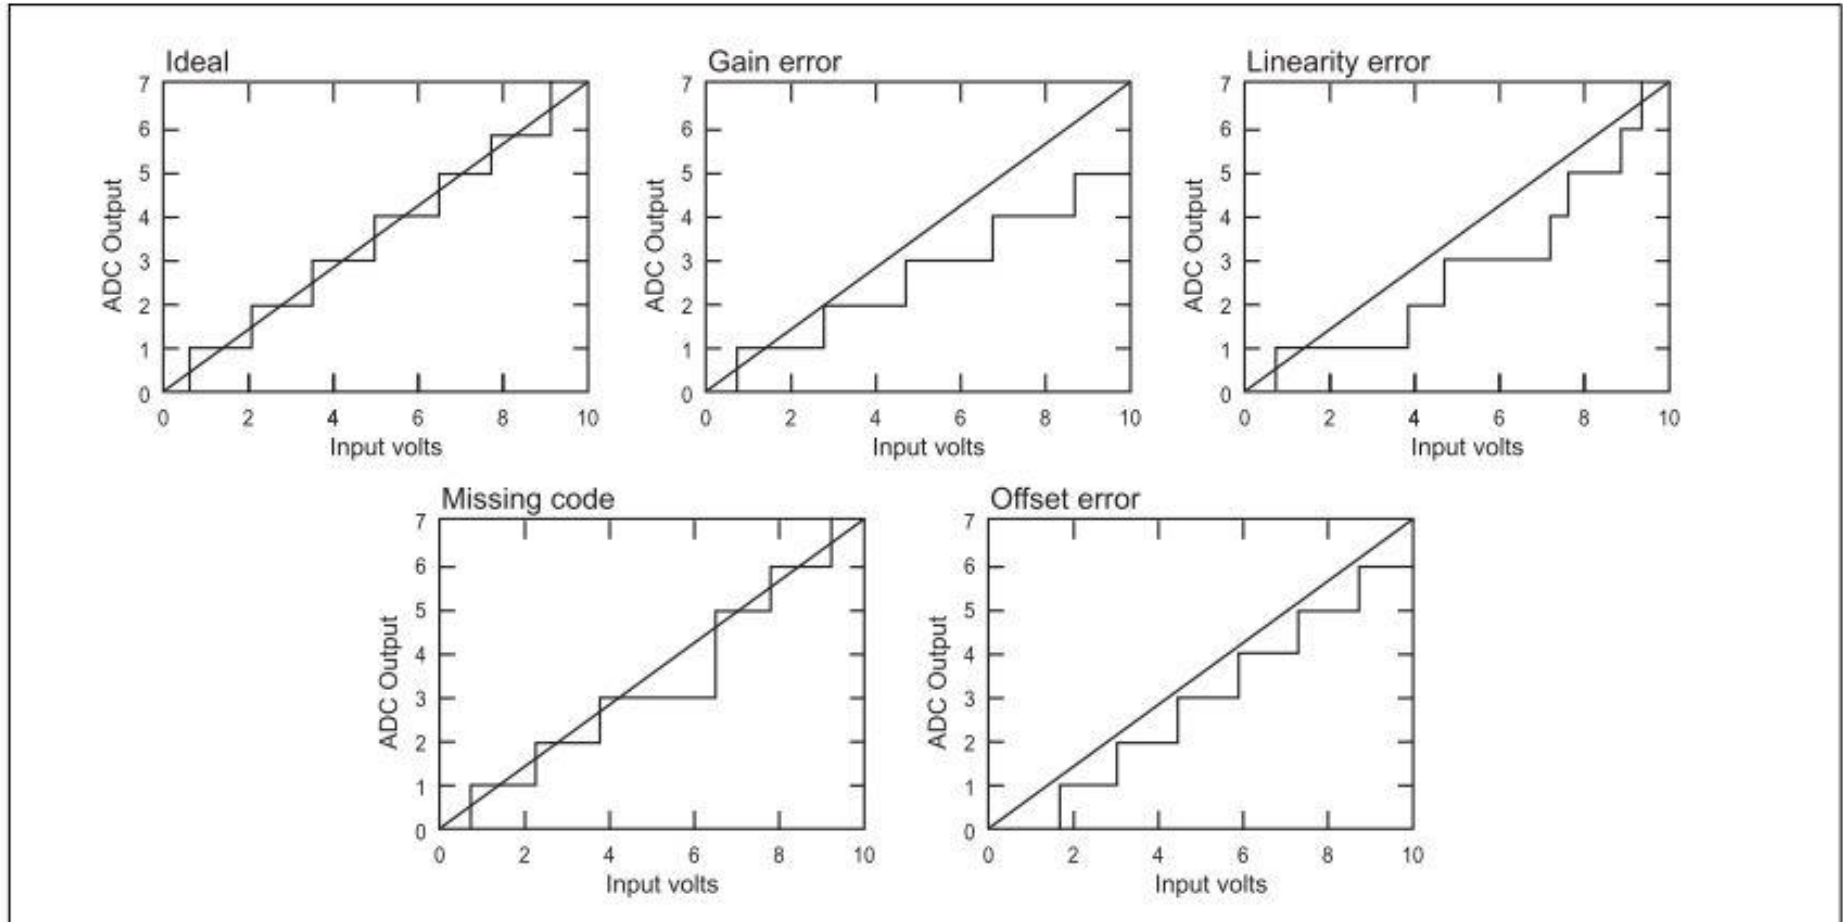 Ideal
7
6
5
4
3
2
1
0
ADC Output
0 2 4 6 8 10
Input volts
Gain error
7
6
5
4
3
2
1
0
ADC Output
0 2 4 6 8 10
Input volts
Linearity error
7
6
5
4
3
2
1
0
ADC Output
0 2 4 6 8 10
Input volts
Missing code
7
6
5
4
3
2
1
0
ADC Output
0 2 4 6 8 10
Input volts
Offset error
7
6
5
4
3
2
1
0
ADC Output
0 2 4 6 8 10
Input volts